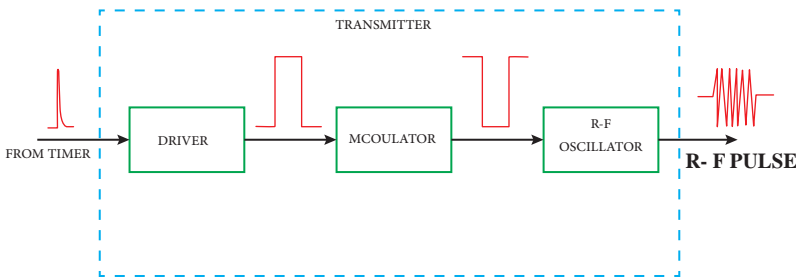 TRANSMITTER
FROM TIMER
DRIVER
MCOULATOR
R-F
OSCILLATOR
R- F PULSE